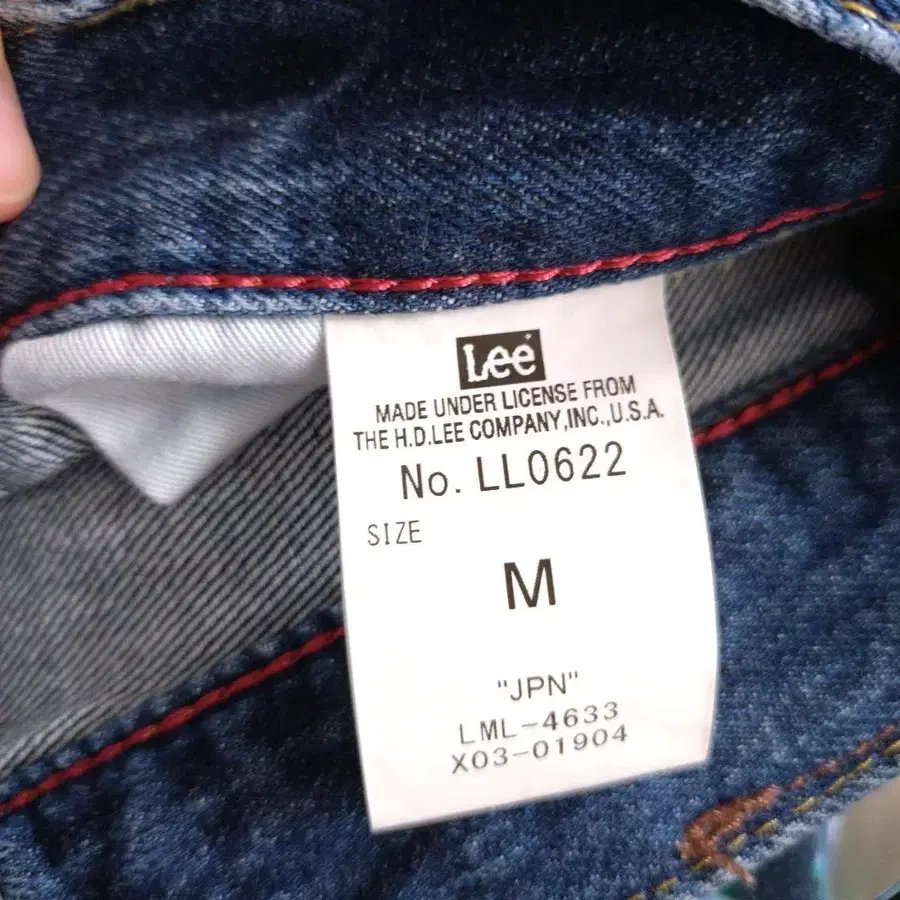 Lee
MADE UNDER LICENSE FROM
THE H.D.LEE COMPANY,INC.,U.S.A.
No. LL0622
SIZE
M
"JPN"
LML-4633
X03-01904